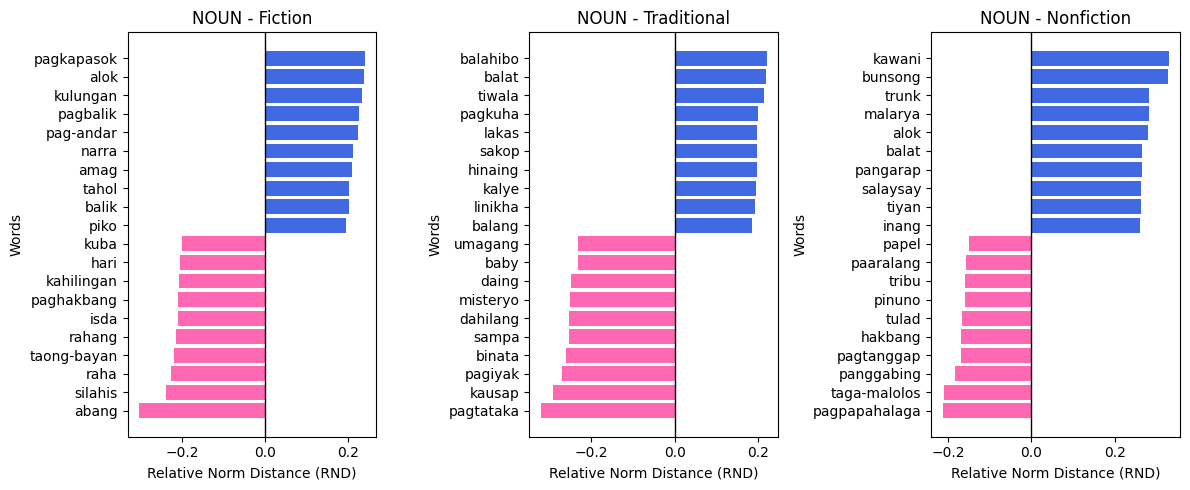 NOUN - Fiction
pagkapasok
alok
kulungan
pagbalik
pag-andar
narra
amag
tahol
balik
piko
kuba
hari
kahilingan
paghakbang
isda
rahang
taong-bayan
raha
silahis
abang
Words
−0.2 0.0 0.2
Relative Norm Distance (RND)
NOUN - Traditional
balahibo
balat
tiwala
pagkuha
lakas
sakop
hinaing
kalye
linikha
balang
umagang
baby
daing
misteryo
dahilang
sampa
binata
pagiyak
kausap
pagtataka
Words
−0.2 0.0 0.2
Relative Norm Distance (RND)
NOUN - Nonfiction
kawani
bunsong
trunk
malarya
alok
balat
pangarap
salaysay
tiyan
inang
papel
paaralang
tribu
pinuno
tulad
hakbang
pagtanggap
panggabing
taga-malolos
pagpapahalaga
Words
−0.2 0.0 0.2
Relative Norm Distance (RND)